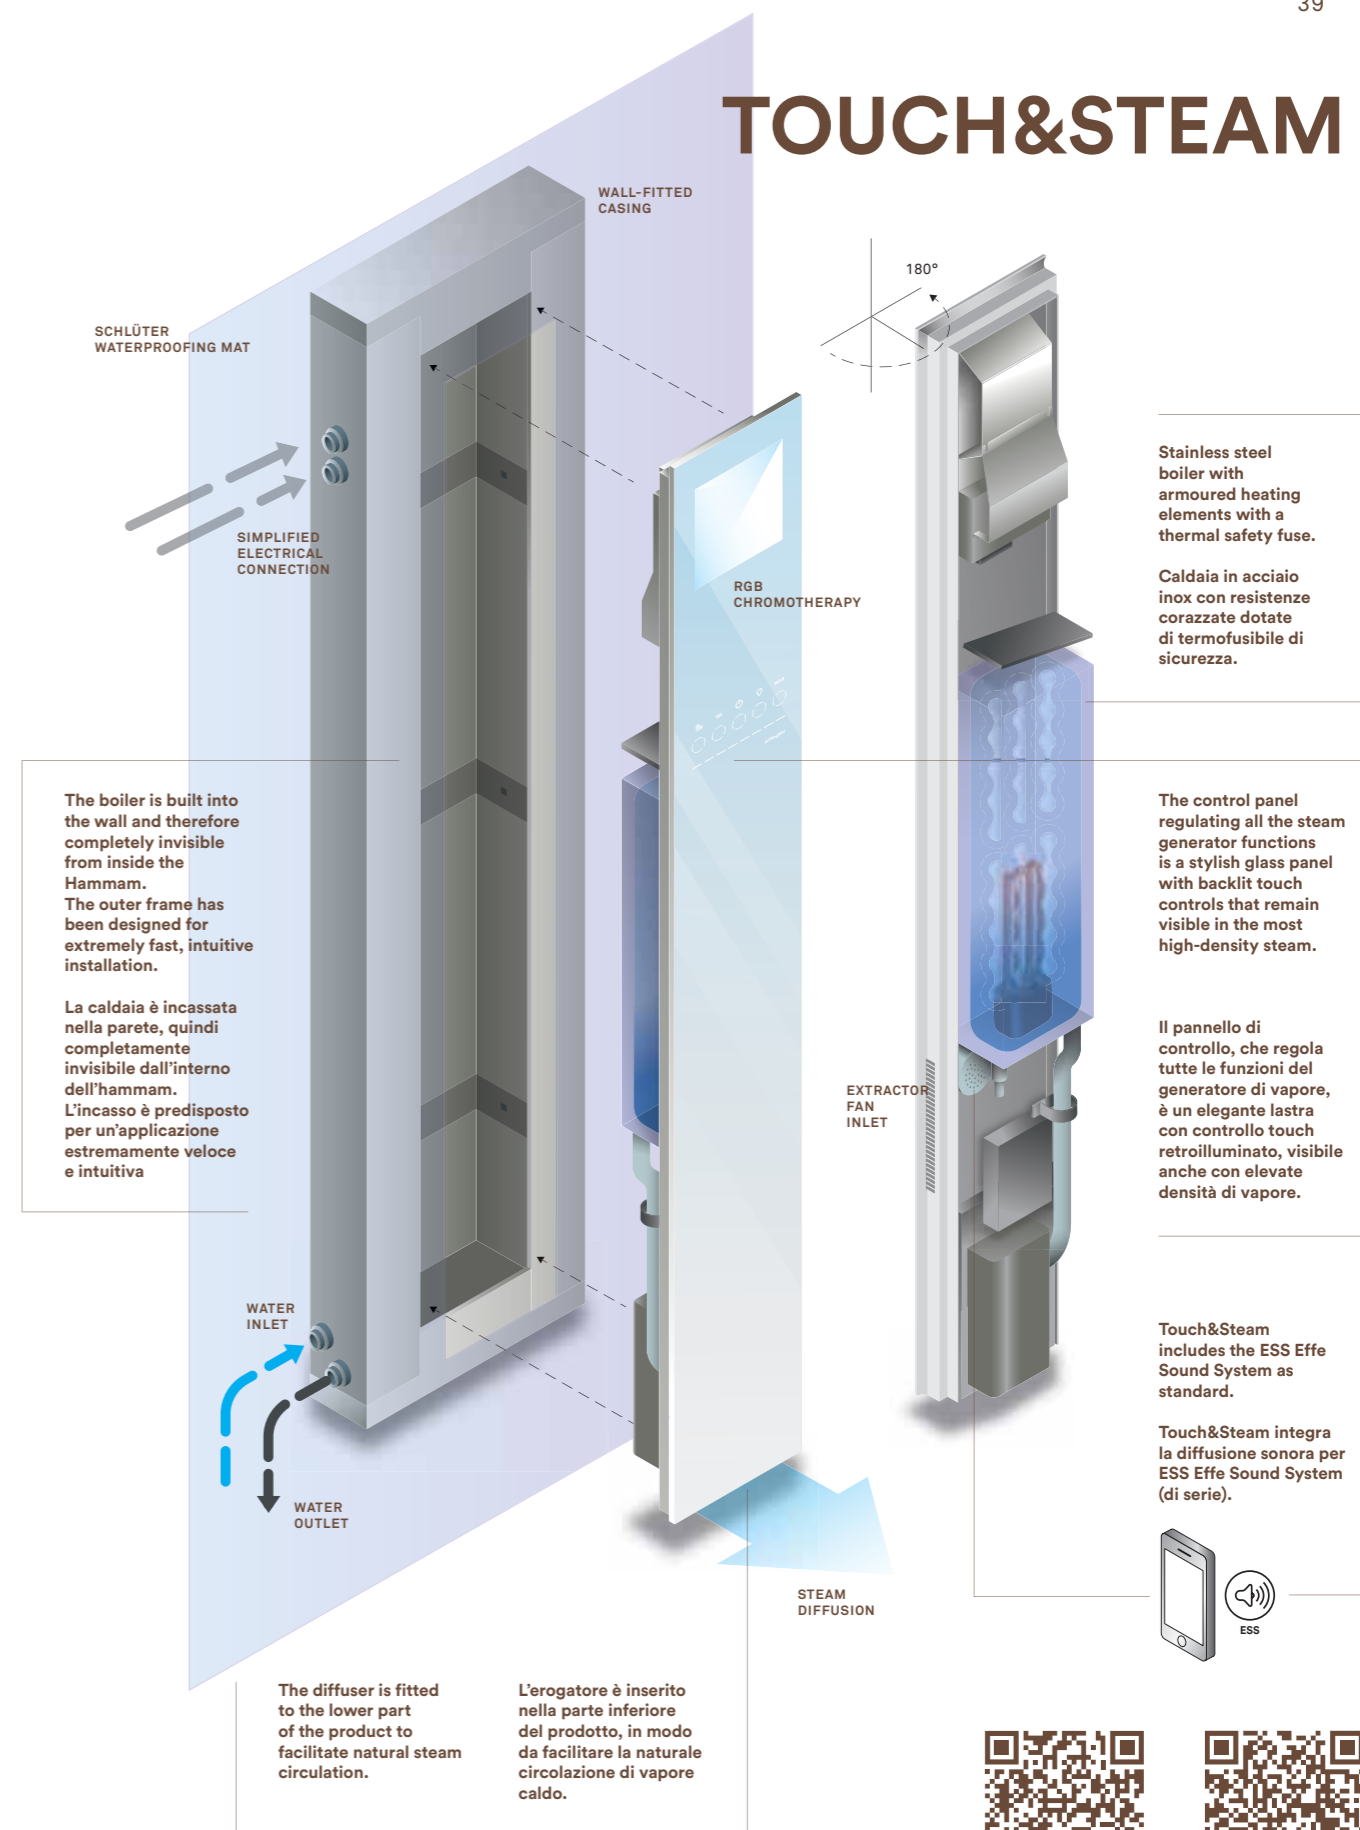 39
TOUCH&STEAM
WALL-FITTED
CASING
180°
SCHLÜTER
WATERPROOFING MAT
SIMPLIFIED
ELECTRICAL
CONNECTION
RGB
CHROMOTHERAPY
Stainless steel
boiler with
armoured heating
elements with a
thermal safety fuse.
Caldaia in acciaio
inox con resistenze
corazzate dotate
di termofusibile di
sicurezza.
The boiler is built into
the wall and therefore
completely invisible
from inside the
Hammam.
The outer frame has
been designed for
extremely fast, intuitive
installation.
La caldaia è incassata
nella parete, quindi
completamente
invisibile dall'interno
dell'hammam.
L'incasso è predisposto
per un'applicazione
estremamente veloce
e intuitiva
The control panel
regulating all the steam
generator functions
is a stylish glass panel
with backlit touch
controls that remain
visible in the most
high-density steam.
Il pannello di
controllo, che regola
tutte le funzioni del
generatore di vapore,
è un elegante lastra
con controllo touch
retroilluminato, visibile
anche con elevate
densità di vapore.
EXTRACTOR
FAN
INLET
WATER
INLET
WATER
OUTLET
Touch&Steam
includes the ESS Effe
Sound System as
standard.
Touch&Steam integra
la diffusione sonora per
ESS Effe Sound System
(di serie).
ESS
STEAM
DIFFUSION
The diffuser is fitted
to the lower part
of the product to
facilitate natural steam
circulation.
L'erogatore è inserito
nella parte inferiore
del prodotto, in modo
da facilitare la naturale
circolazione di vapore
caldo.